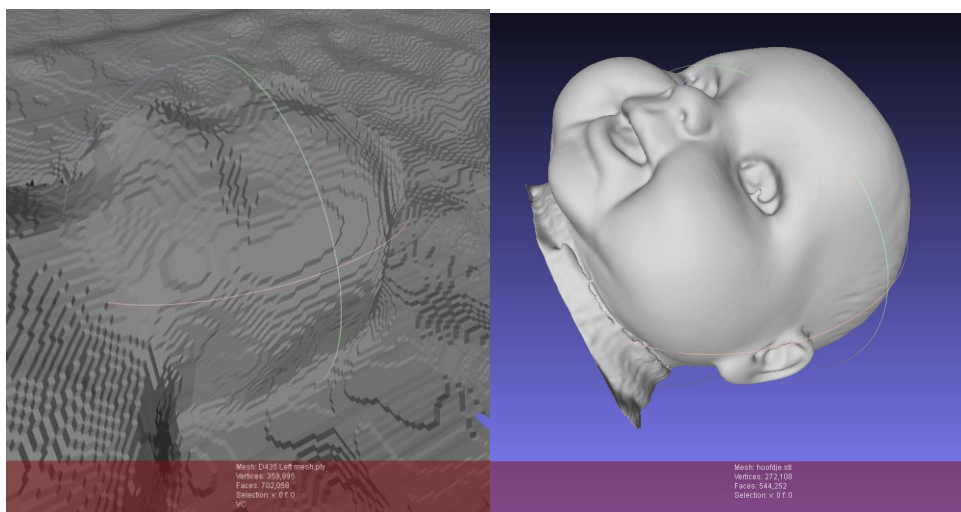 Mesh: D435 Left mesh.ply
Vertices: 359,995
Faces: 702,058
Selection: v: 0 f: 0
VC
Mesh: hoofdje.stl
Vertices: 272,108
Faces: 544,252
Selection: v: 0 f: 0